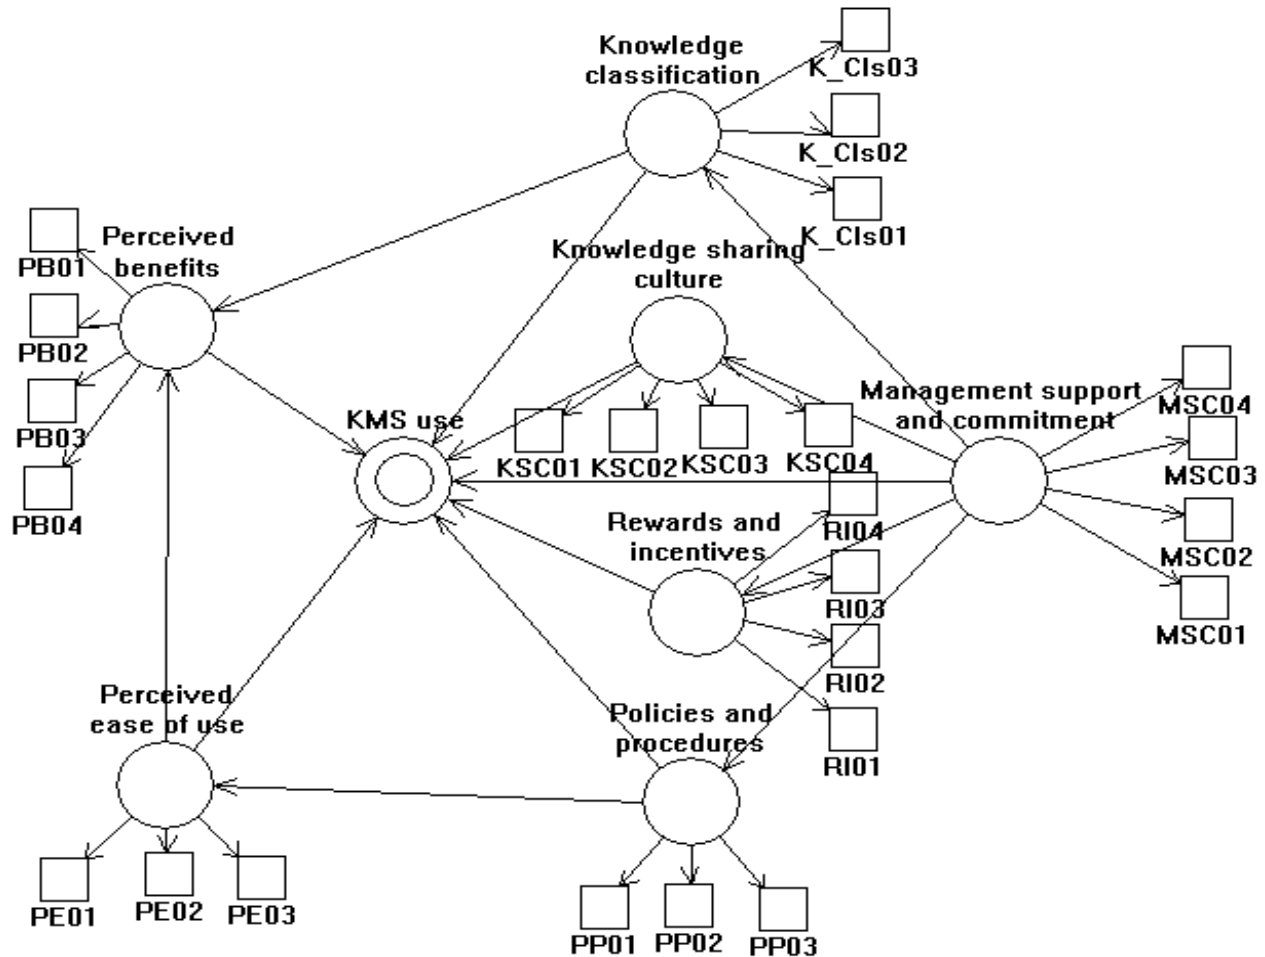 Knowledge
classification
K_Cls03
K_Cls02
K_Cls01
Perceived
benefits
PB01
PB02
PB03
PB04
Knowledge sharing
culture
KMS use
KSC01
KSC02
KSC03
KSC04
Management support
and commitment
MSC04
MSC03
MSC02
MSC01
Rewards and
incentives
RI04
RI03
RI02
RI01
Perceived
ease of use
PE01
PE02
PE03
Policies and
procedures
PP01
PP02
PP03